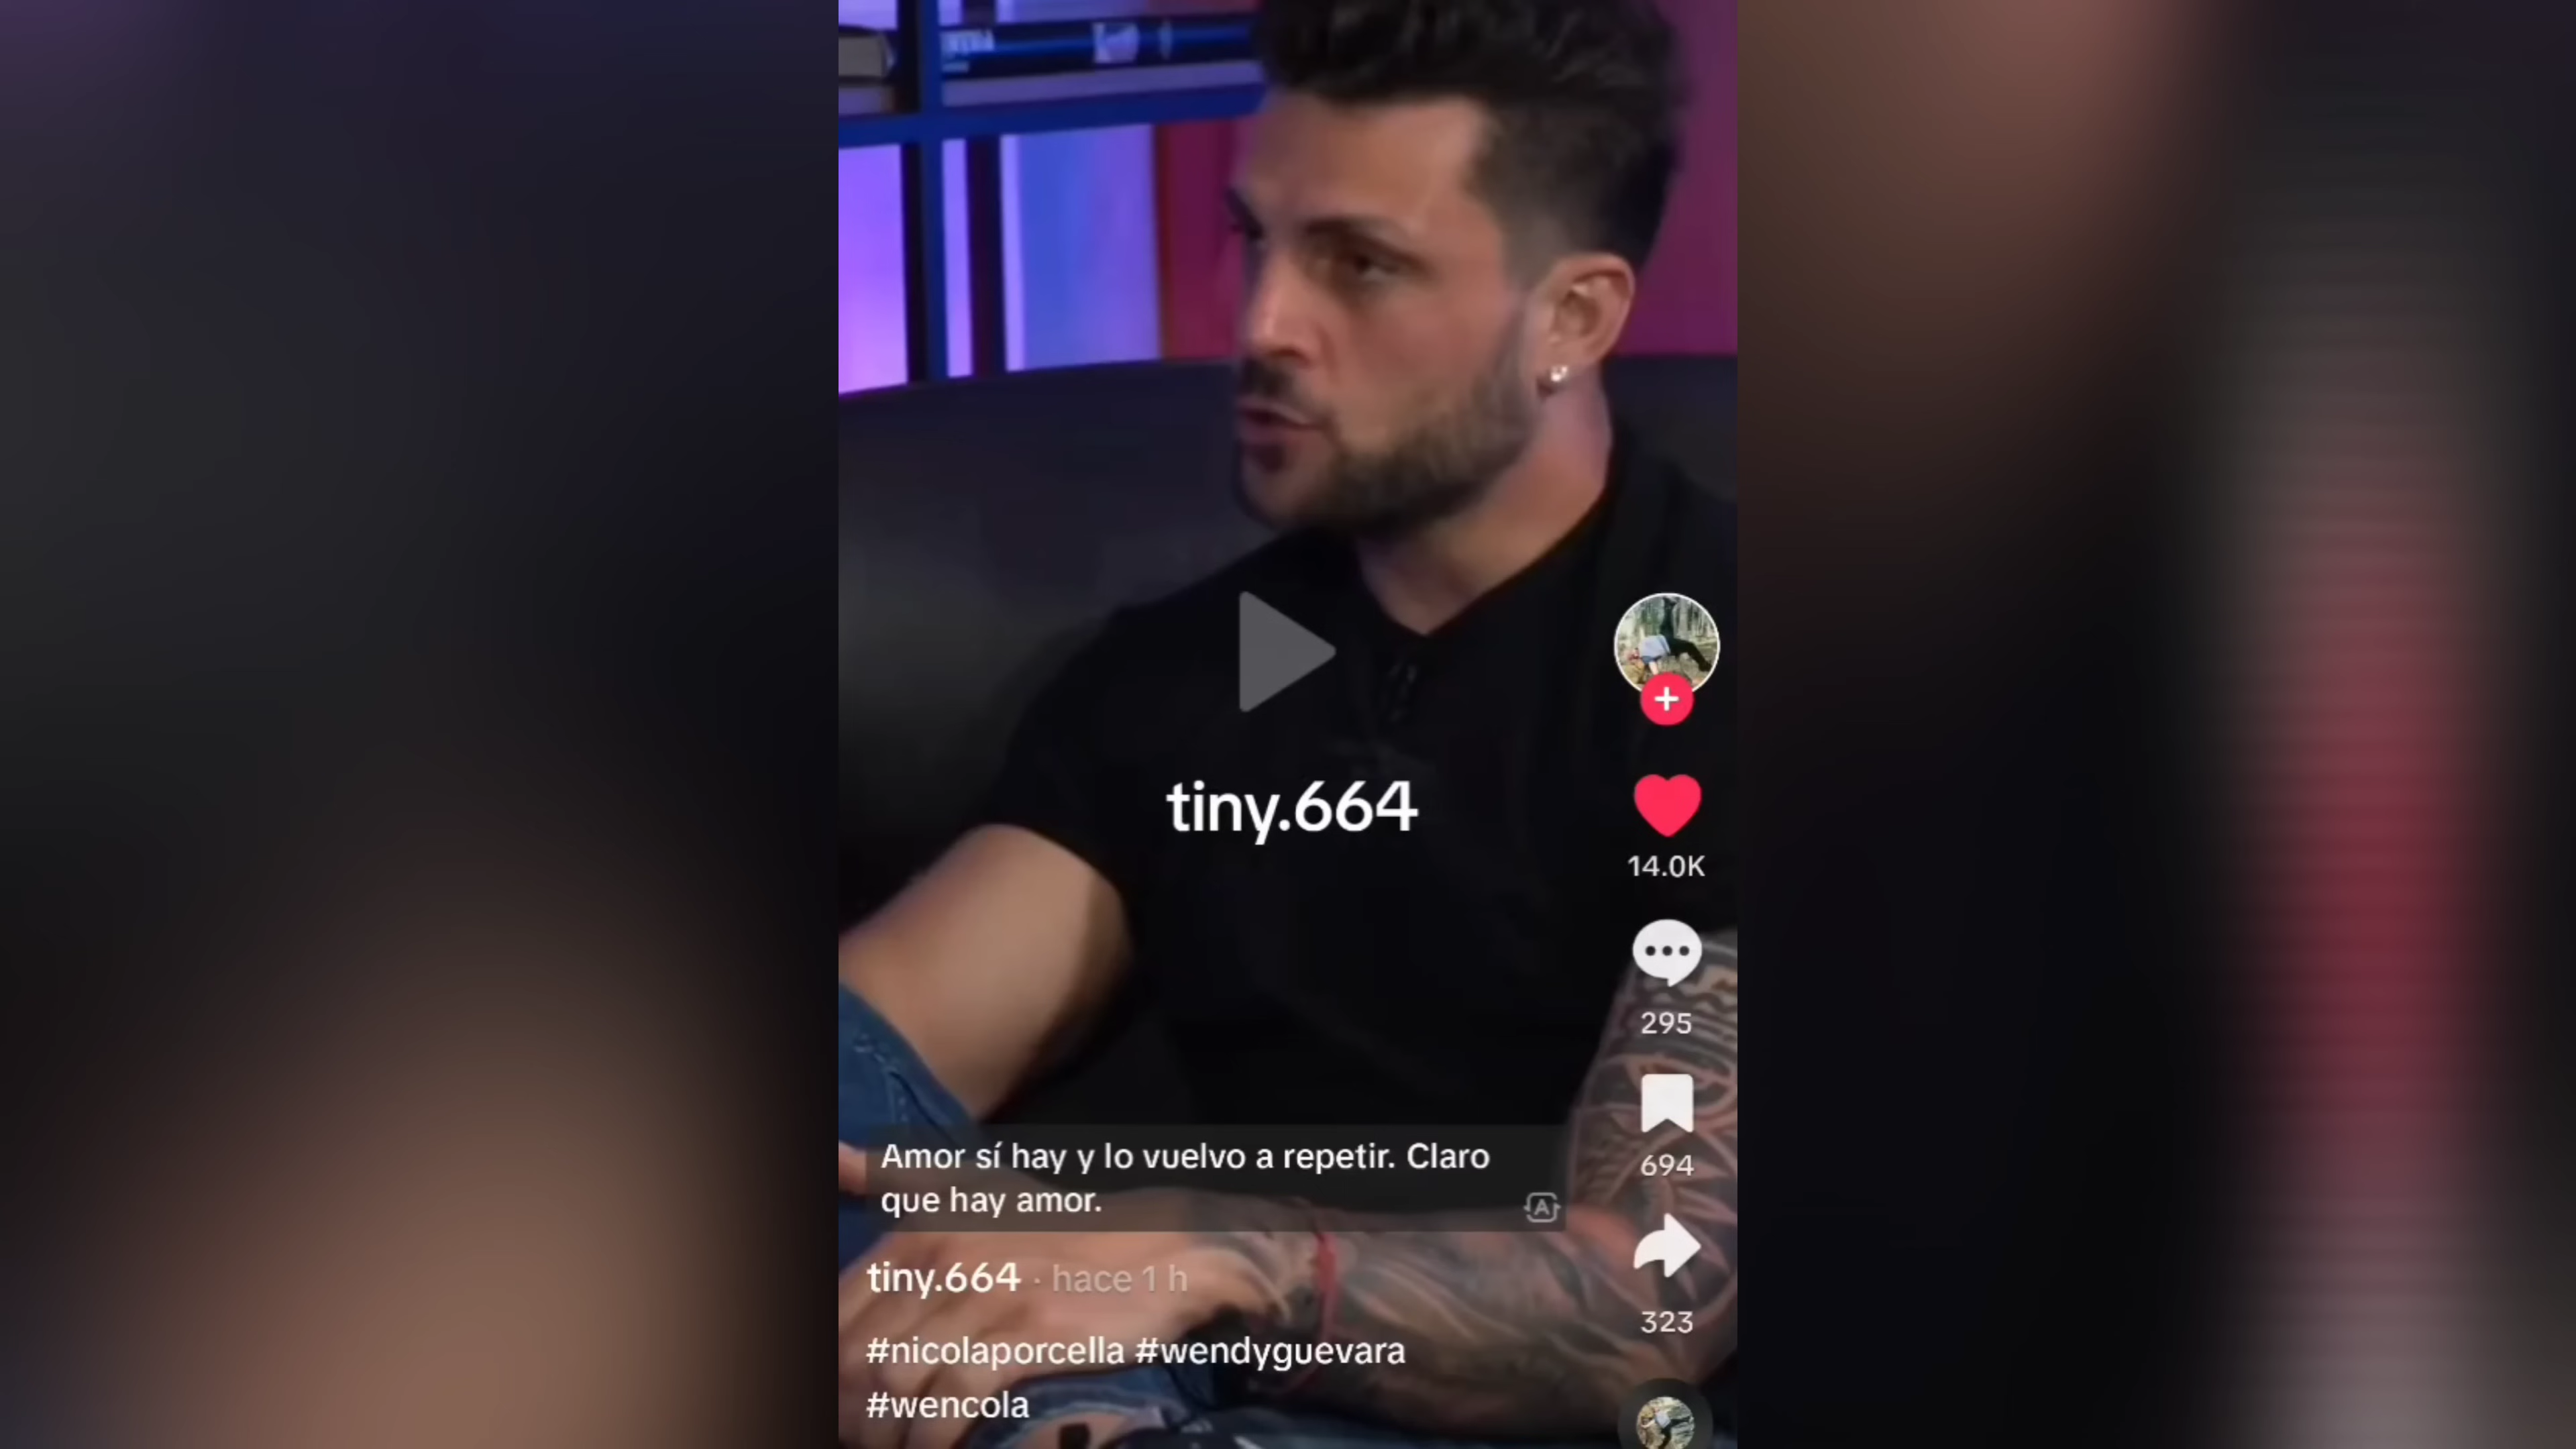 tiny.664
14.0K
295
694
323
Amor sí hay y lo vuelvo a repetir. Claro
que hay amor.
tiny.664 · hace 1 h
#nicolaporcella #wendyguevara
#wencola